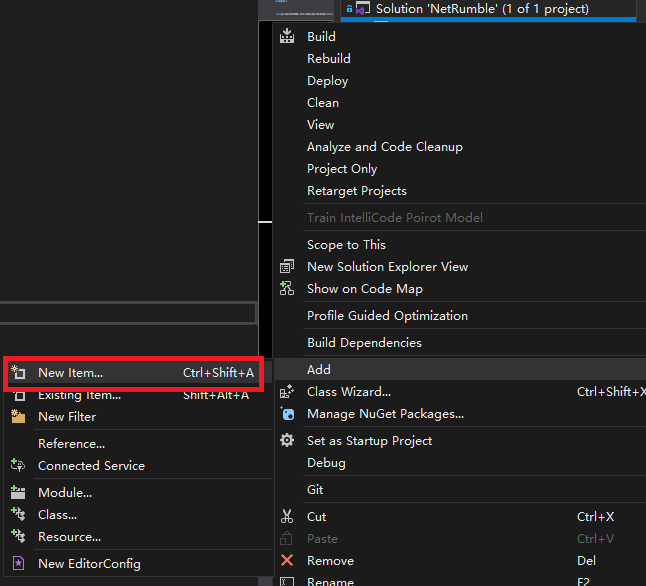 Solution 'NetRumble' (1 of 1 project)
Build
Rebuild
Deploy
Clean
View
Analyze and Code Cleanup
Project Only
Retarget Projects
Train IntelliCode Poirot Model
Scope to This
New Solution Explorer View
Show on Code Map
Profile Guided Optimization
Build Dependencies
Add
Class Wizard... Ctrl+Shift+X
Manage NuGet Packages...
Set as Startup Project
Debug
Git
Cut Ctrl+X
Paste Ctrl+V
Remove Del
Rename F2
New Item... Ctrl+Shift+A
Existing Item... Shift+Alt+A
New Filter
Reference...
Connected Service
Module...
Class...
Resource...
New EditorConfig